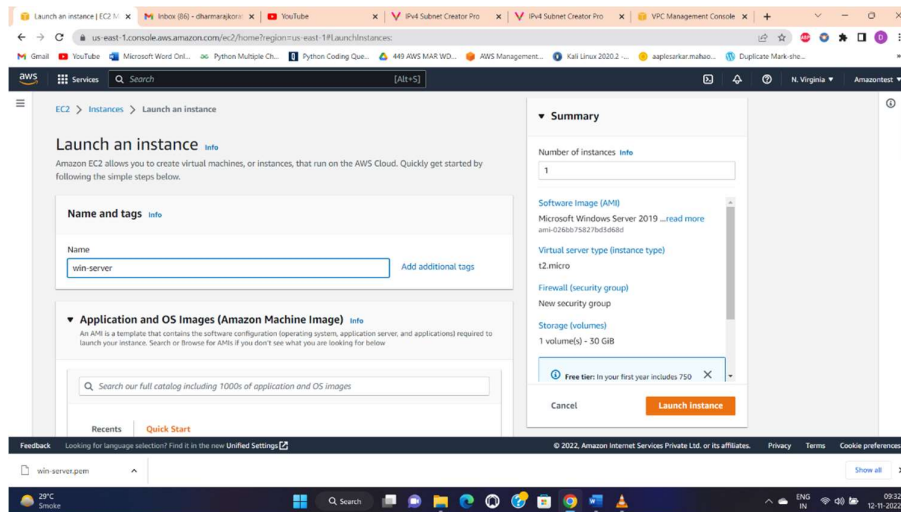 Launch an instance | EC2 M
Inbox (86) - dharmarajkora
YouTube
IPv4 Subnet Creator Pro
IPv4 Subnet Creator Pro
VPC Management Console
us-east-1.console.aws.amazon.com/ec2/home?region=us-east-1#LaunchInstances:
Gmail
YouTube
Microsoft Word Onl...
Python Multiple Ch...
Python Coding Que...
449 AWS MAR WD...
AWS Management...
Kali Linux 2020.2 -...
aaplesarkar.mahao...
Duplicate Mark-she...
aws
Services
Search
[Alt+S]
N. Virginia
Amazontest
EC2 > Instances > Launch an instance
Launch an instance Info
Amazon EC2 allows you to create virtual machines, or instances, that run on the AWS Cloud. Quickly get started by
following the simple steps below.
Name and tags Info
Name
win-server
Add additional tags
Application and OS Images (Amazon Machine Image) Info
An AMI is a template that contains the software configuration (operating system, application server, and applications) required to
launch your instance. Search or Browse for AMIs if you don't see what you are looking for below
Search our full catalog including 1000s of application and OS images
Recents
Quick Start
Summary
Number of instances Info
1
Software Image (AMI)
Microsoft Windows Server 2019 ...read more
ami-026bb75827bd3d68d
Virtual server type (instance type)
t2.micro
Firewall (security group)
New security group
Storage (volumes)
1 volume(s) - 30 GiB
Free tier: In your first year includes 750
Cancel
Launch instance
Feedback
Looking for language selection? Find it in the new Unified Settings
© 2022, Amazon Internet Services Private Ltd. or its affiliates.
Privacy
Terms
Cookie preferences
win-server.pem
Show all
29°C
Smoke
Search
ENG
IN
09:32
12-11-2022